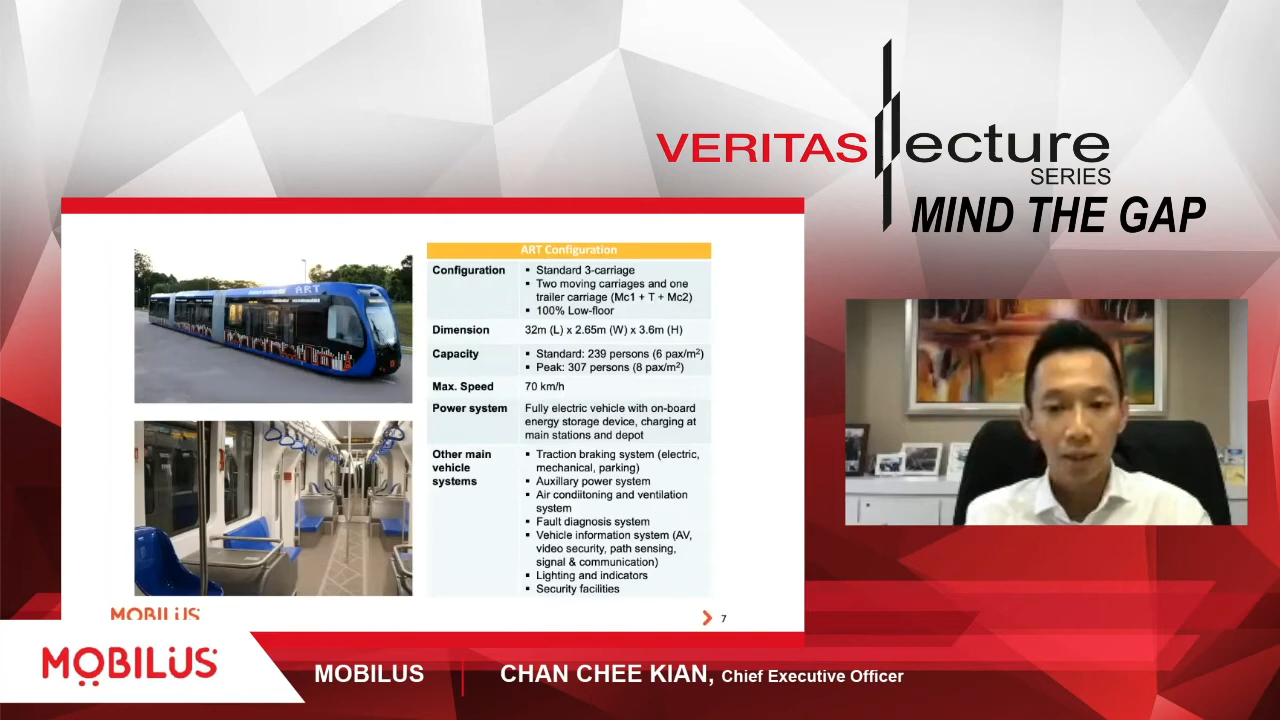 VERITAS lecture
SERIES
MIND THE GAP
ART Configuration
Configuration
▪ Standard 3-carriage
▪ Two moving carriages and one
trailer carriage (Mc1 + T + Mc2)
▪ 100% Low-floor
Dimension
32m (L) x 2.65m (W) x 3.6m (H)
Capacity
▪ Standard: 239 persons (6 pax/m²)
▪ Peak: 307 persons (8 pax/m²)
Max. Speed
70 km/h
Power system
Fully electric vehicle with on-board
energy storage device, charging at
main stations and depot
Other main
vehicle
systems
▪ Traction braking system (electric,
mechanical, parking)
▪ Auxillary power system
▪ Air condiitoning and ventilation
system
▪ Fault diagnosis system
▪ Vehicle information system (AV,
video security, path sensing,
signal & communication)
▪ Lighting and indicators
▪ Security facilities
ART
MOBILUS
7
MOBILUS
MOBILUS
CHAN CHEE KIAN, Chief Executive Officer